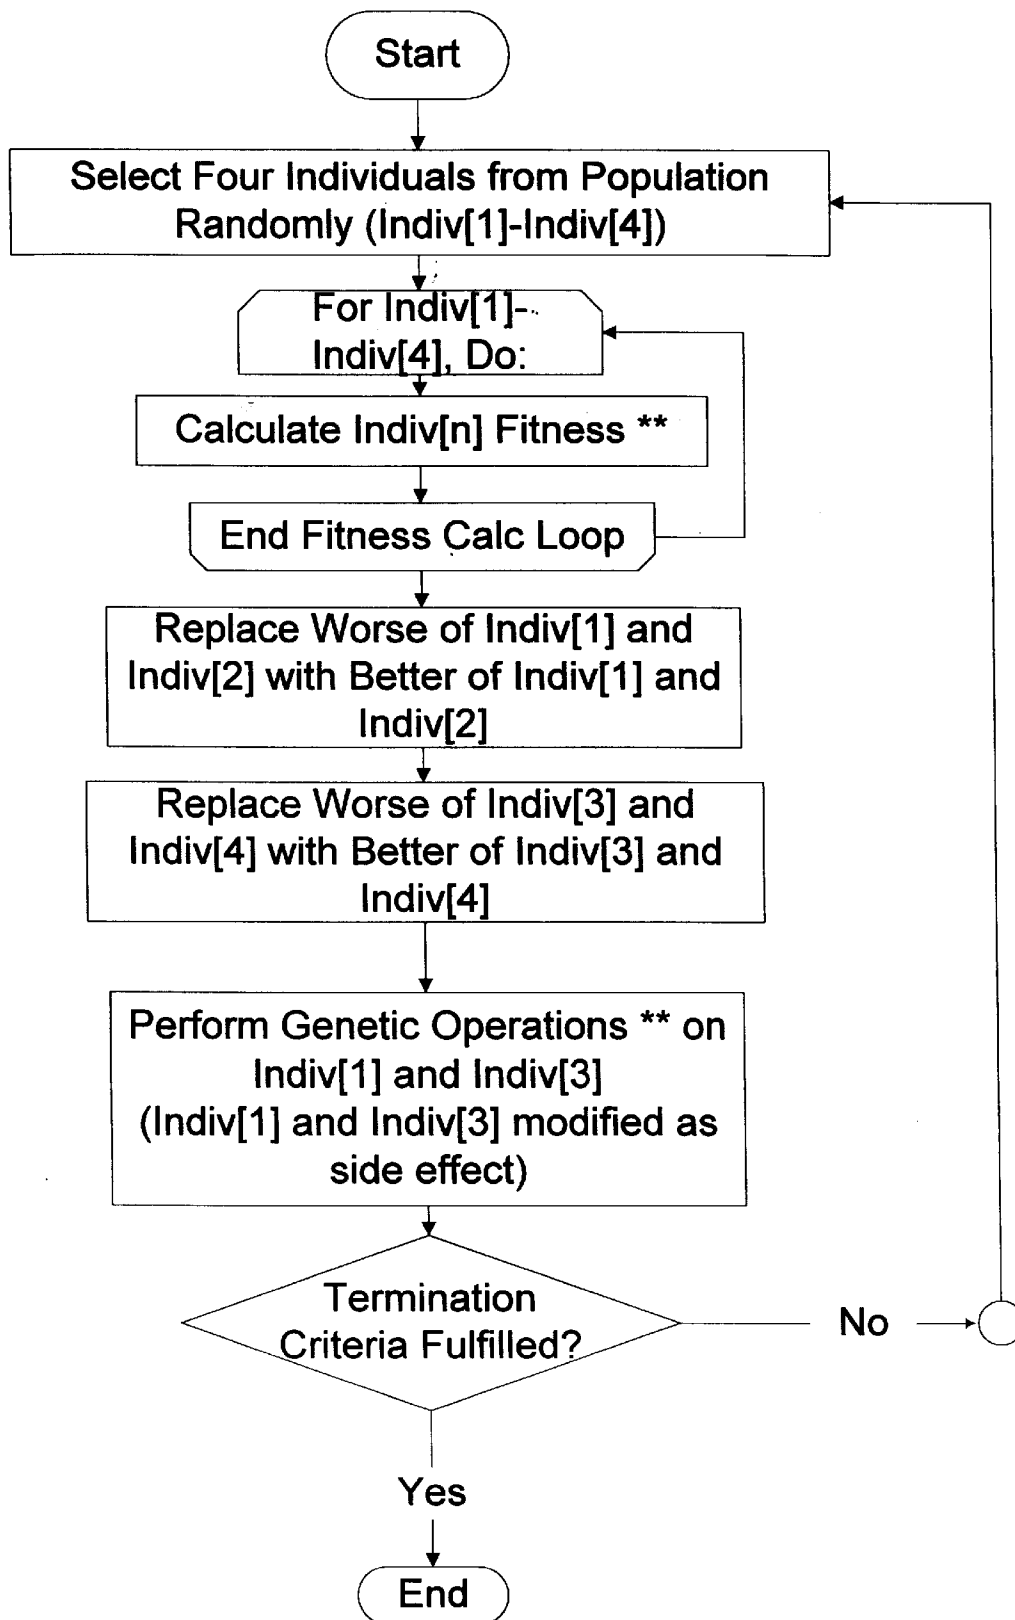 Start
Select Four Individuals from Population
Randomly (Indiv[1]-Indiv[4])
For Indiv[1]-
Indiv[4], Do:
Calculate Indiv[n] Fitness **
End Fitness Calc Loop
Replace Worse of Indiv[1] and
Indiv[2] with Better of Indiv[1] and
Indiv[2]
Replace Worse of Indiv[3] and
Indiv[4] with Better of Indiv[3] and
Indiv[4]
Perform Genetic Operations ** on
Indiv[1] and Indiv[3]
(Indiv[1] and Indiv[3] modified as
side effect)
Termination
Criteria Fulfilled?
No
Yes
End